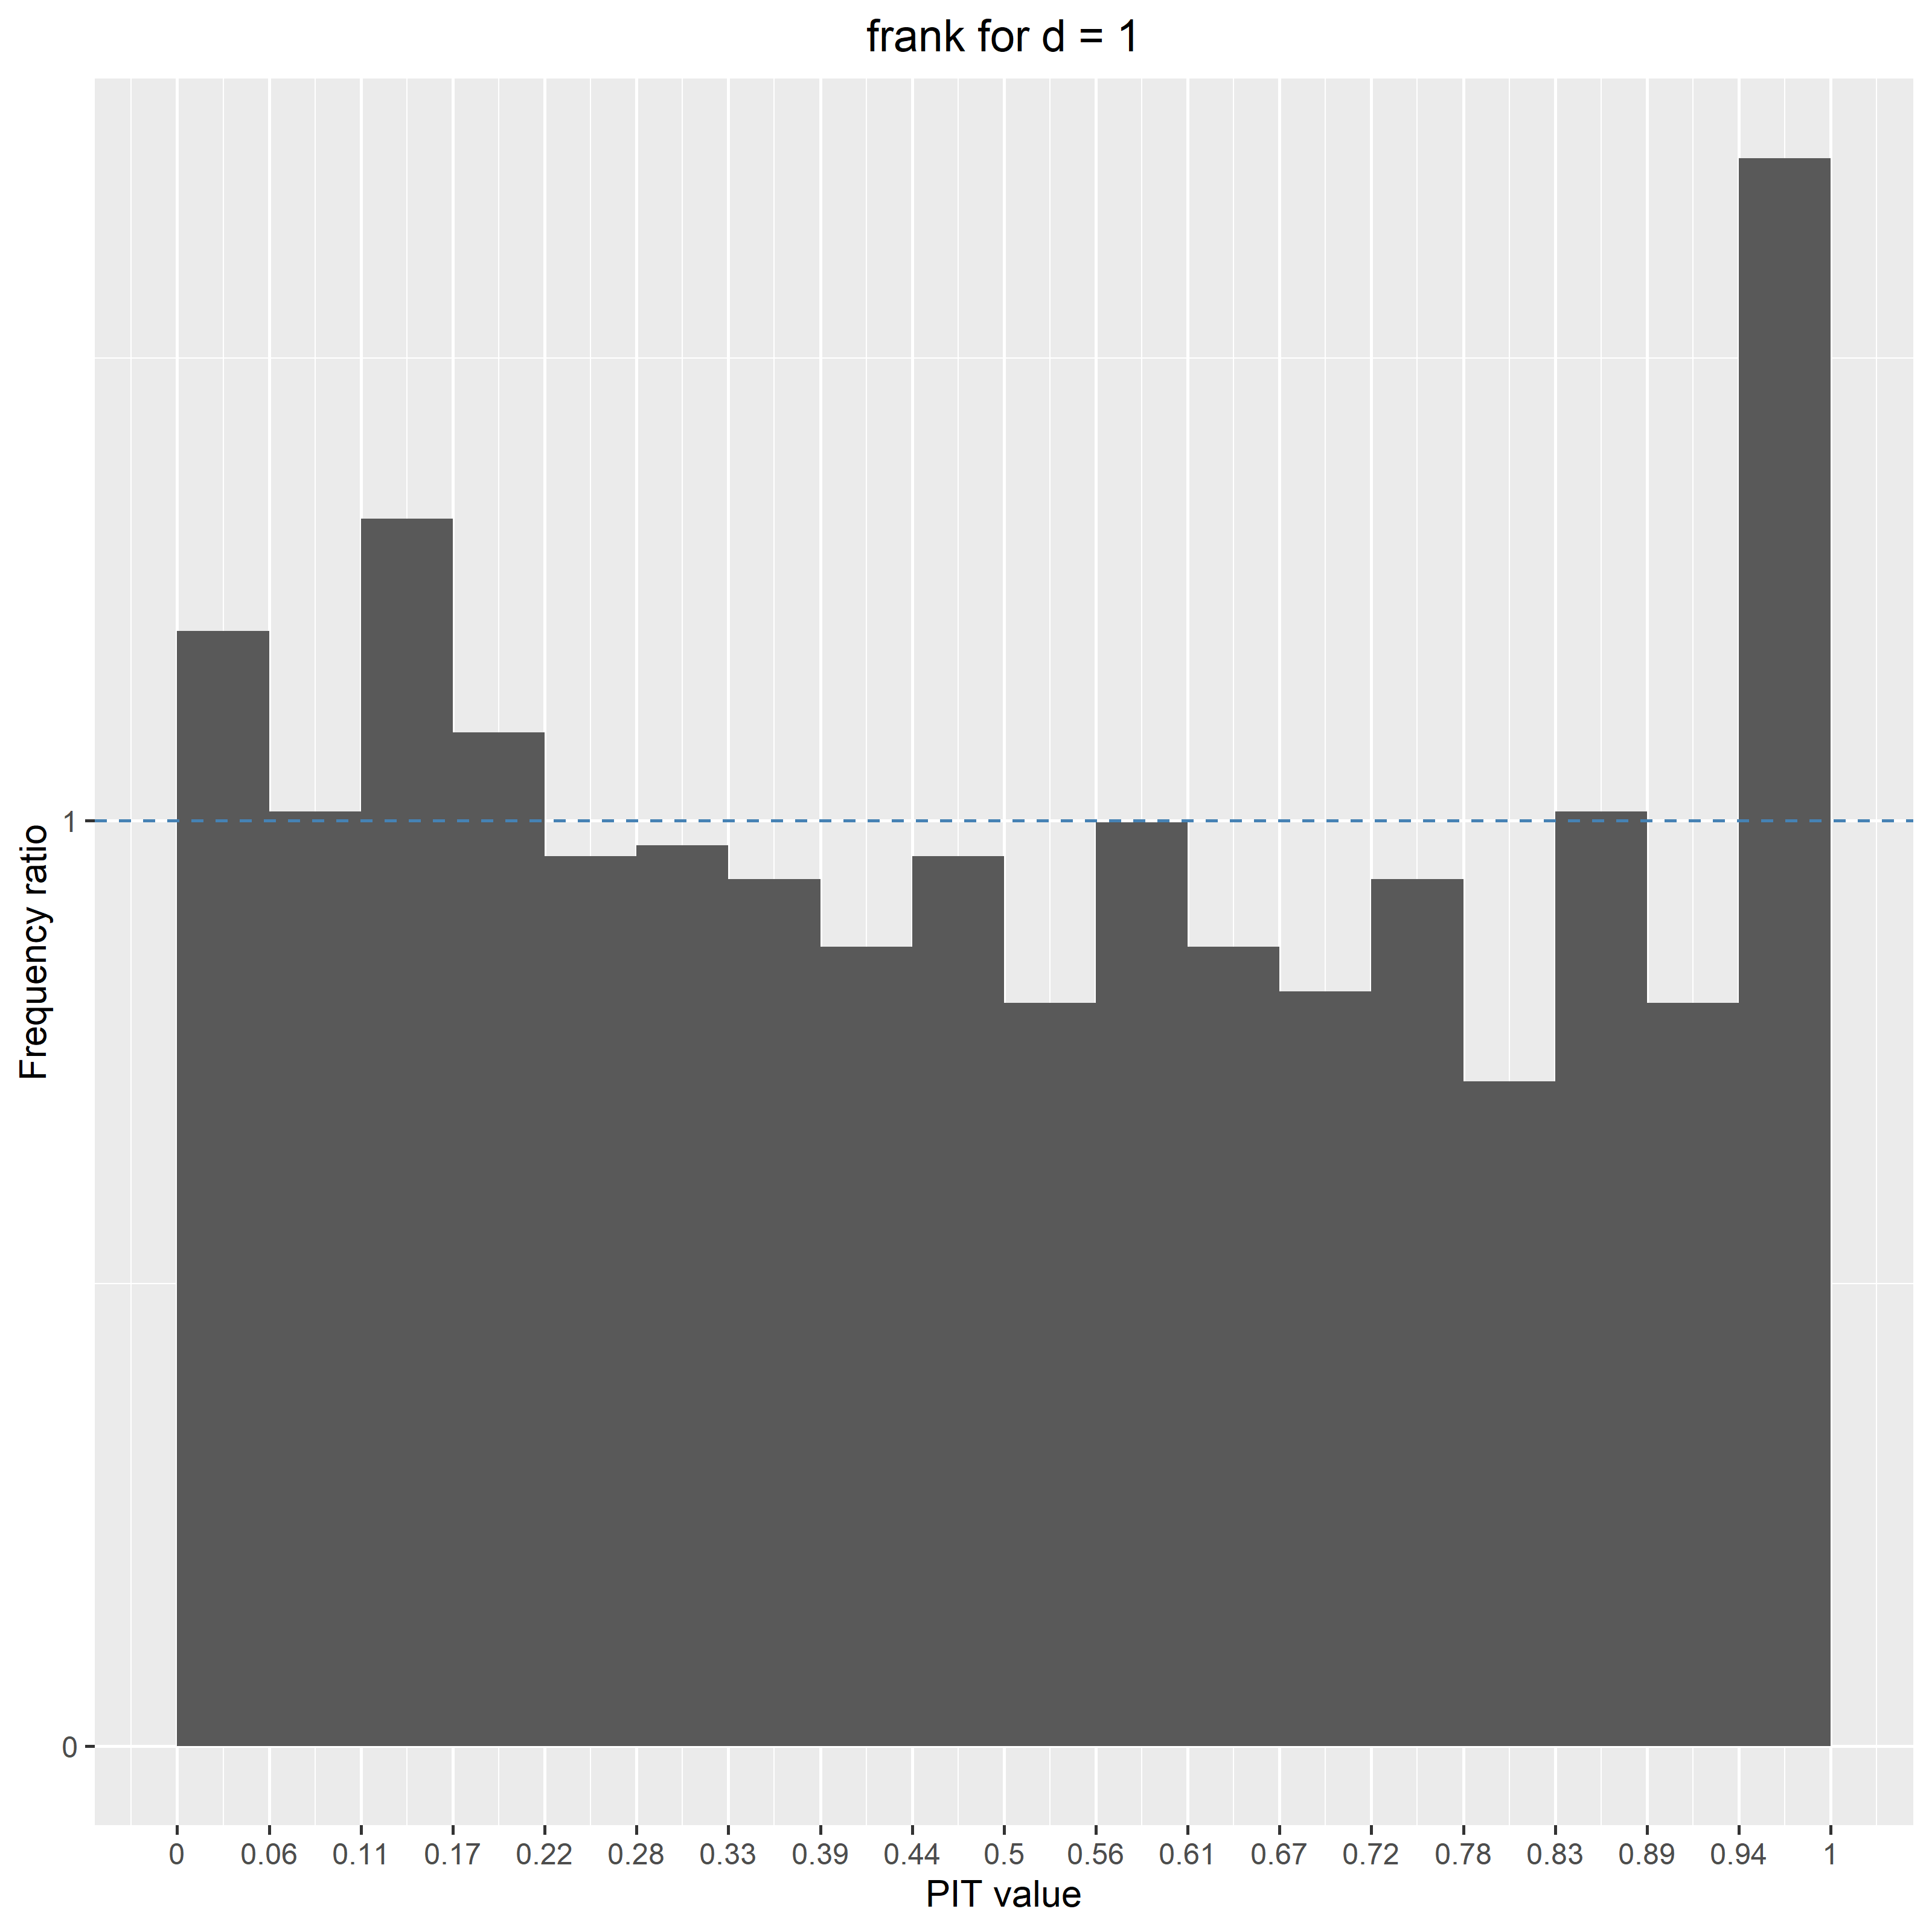 frank for d = 1
Frequency ratio
1
0
0 0.06 0.11 0.17 0.22 0.28 0.33 0.39 0.44 0.5 0.56 0.61 0.67 0.72 0.78 0.83 0.89 0.94 1
PIT value